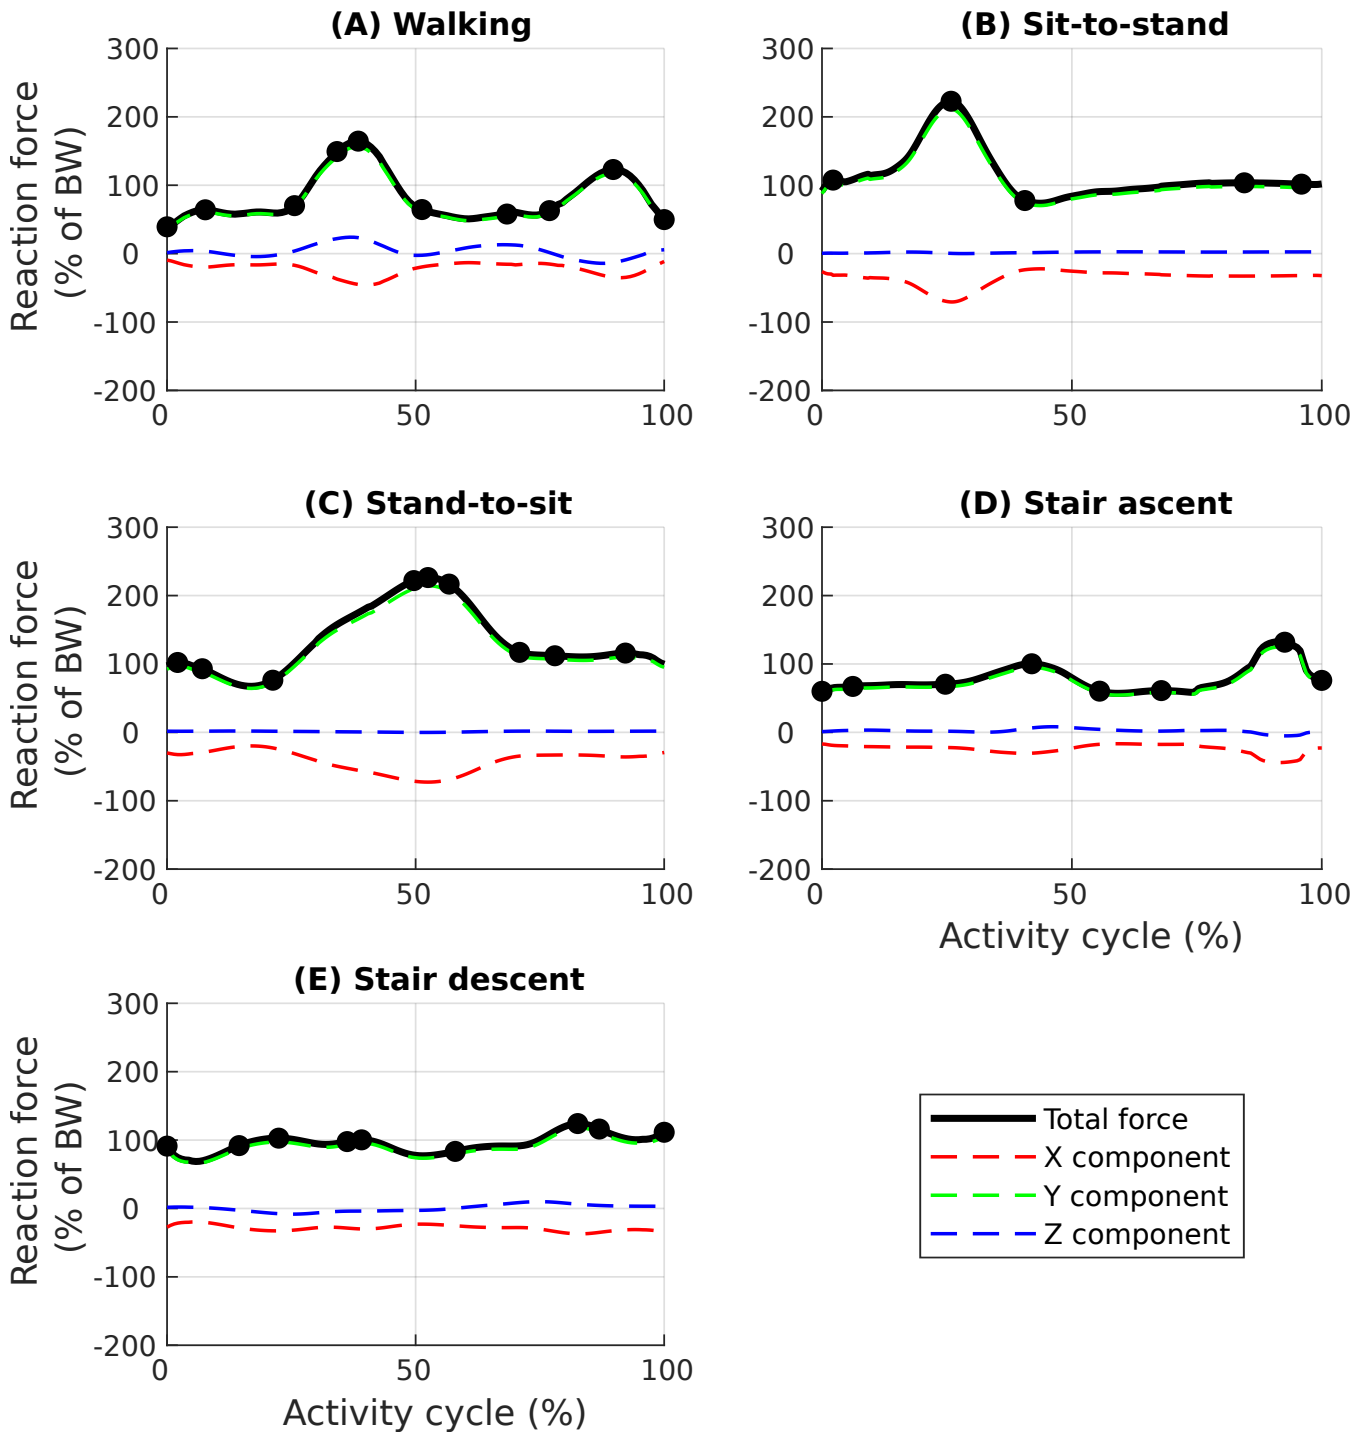 (A) Walking
Reaction force
(% of BW)
300
200
100
0
-100
-200
0 50 100
(B) Sit-to-stand
300
200
100
0
-100
-200
0 50 100
(C) Stand-to-sit
Reaction force
(% of BW)
300
200
100
0
-100
-200
0 50 100
(D) Stair ascent
300
200
100
0
-100
-200
0 50 100
Activity cycle (%)
(E) Stair descent
Reaction force
(% of BW)
300
200
100
0
-100
-200
0 50 100
Activity cycle (%)
Total force
X component
Y component
Z component